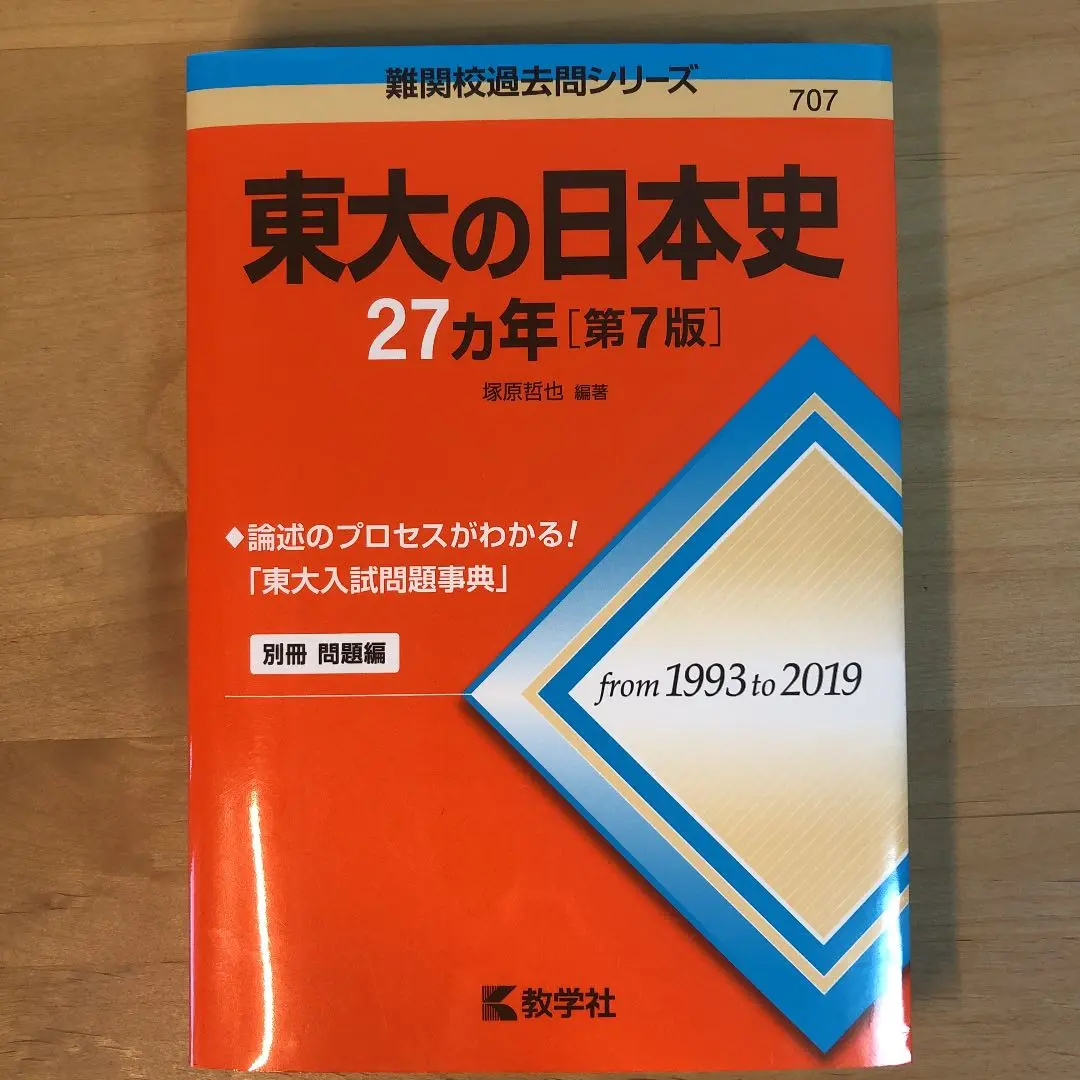 難関校過去問シリーズ
707
東大の日本史
27カ年[第7版]
塚原哲也 編著
◆論述のプロセスがわかる!
「東大入試問題事典」
別冊 問題編
from 1993 to 2019
教学社